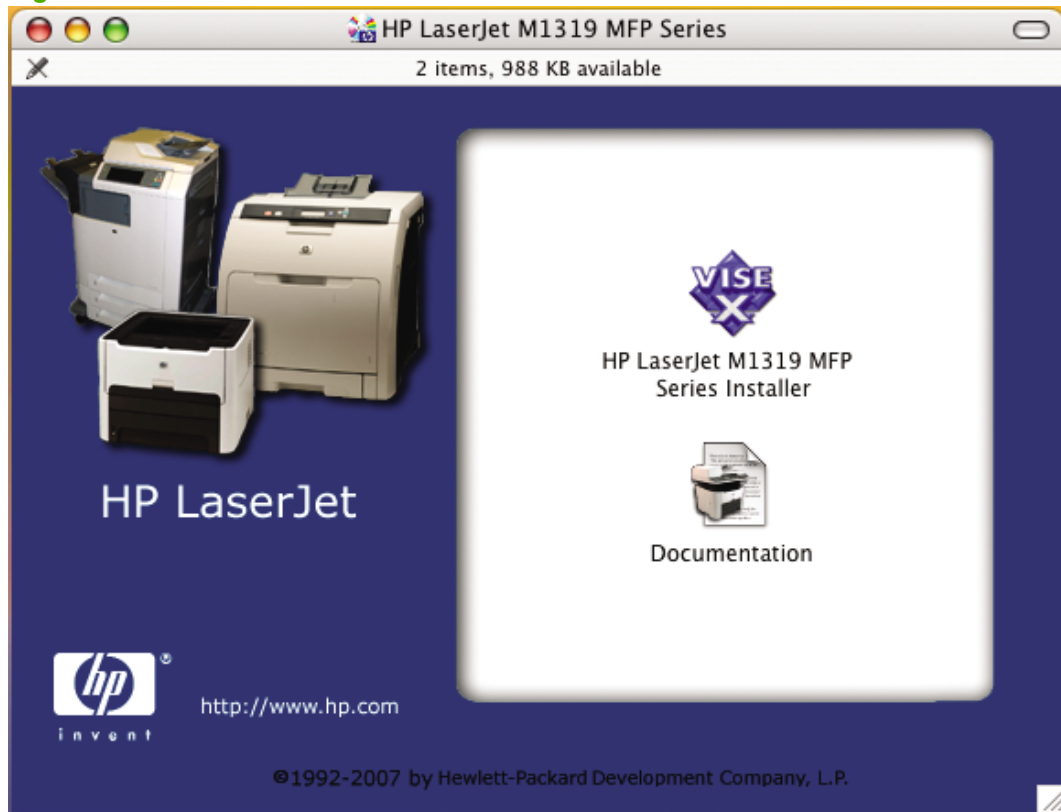 HP LaserJet M1319 MFP Series
2 items, 988 KB available
VISE
X
HP LaserJet M1319 MFP
Series Installer
Documentation
HP LaserJet
hp
®
invent
http://www.hp.com
©1992-2007 by Hewlett-Packard Development Company, L.P.